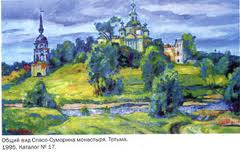 Общий вид Спасо-Суморина монастыря. Тотьма.
1995. Каталог № 17.